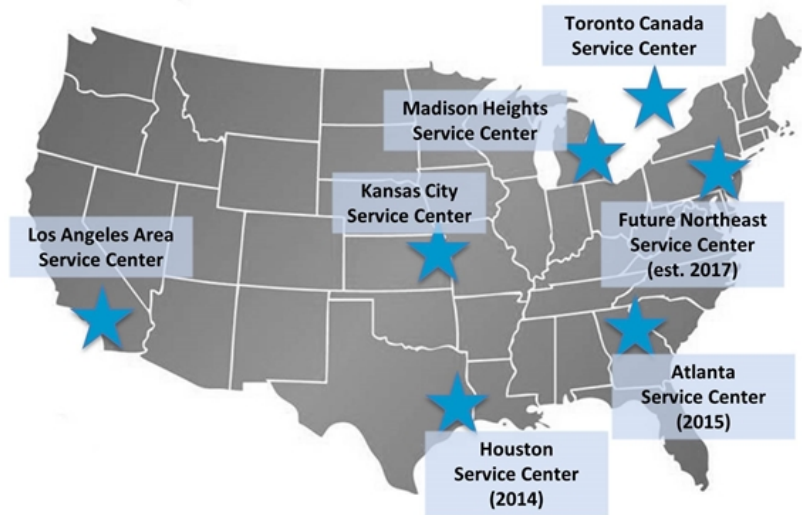 Toronto Canada
Service Center
Madison Heights
Service Center
Kansas City
Service Center
Los Angeles Area
Service Center
Future Northeast
Service Center
(est. 2017)
Atlanta
Service Center
(2015)
Houston
Service Center
(2014)